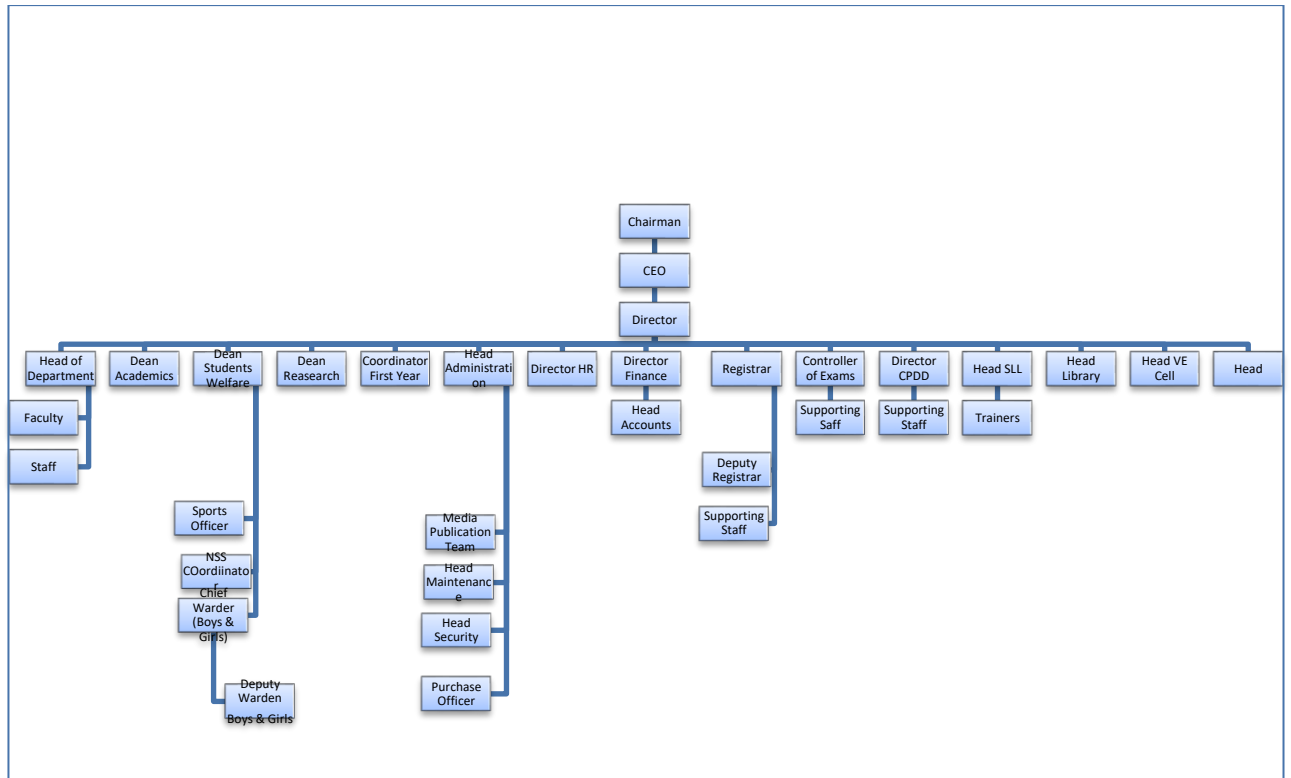 Chairman
CEO
Director
Head of
Department
Dean
Academics
Dean
Students
Welfare
Dean
Reasearch
Coordinator
First Year
Head
Administrati
on
Director HR
Director
Finance
Registrar
Controller
of Exams
Director
CPDD
Head SLL
Head
Library
Head VE
Cell
Head
Faculty
Staff
Head
Accounts
Supporting
Saff
Supporting
Staff
Trainers
Deputy
Registrar
Supporting
Staff
Sports
Officer
NSS
COordiinato
r
Chief
Warder
(Boys &
Girls)
Deputy
Warden
Boys & Girls
Media
Publication
Team
Head
Maintenanc
e
Head
Security
Purchase
Officer